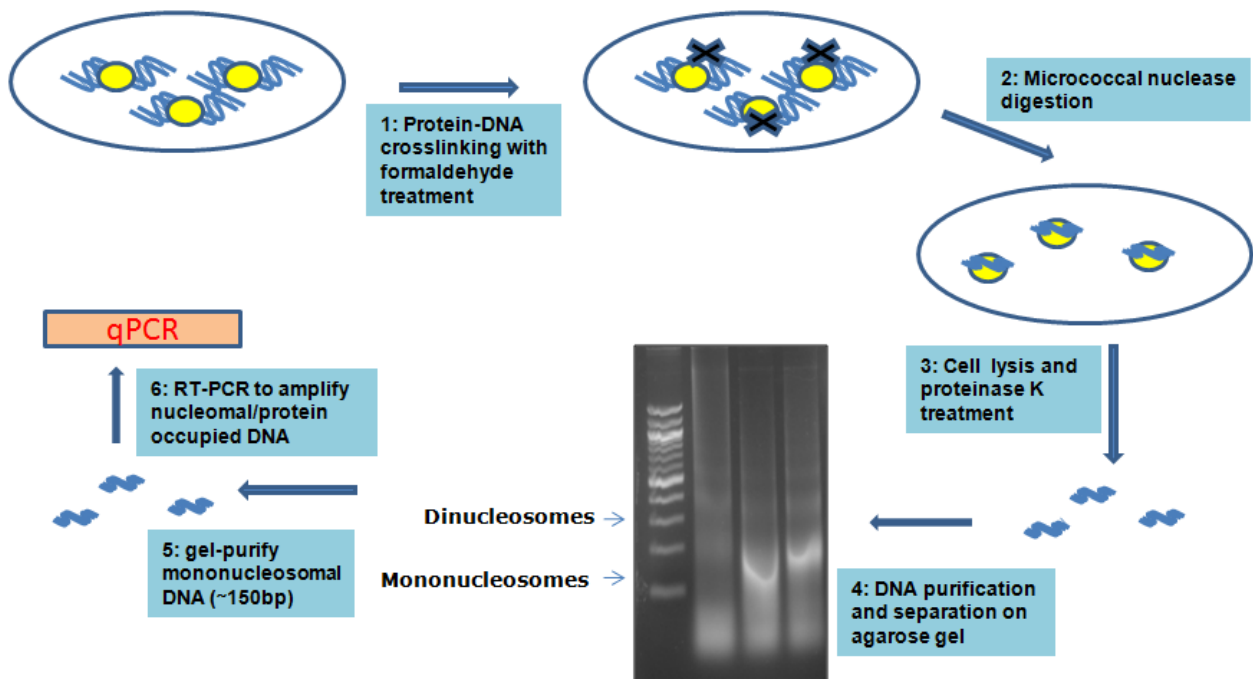 1: Protein-DNA
crosslinking with
formaldehyde
treatment
2: Micrococcal nuclease
digestion
3: Cell lysis and
proteinase K
treatment
4: DNA purification
and separation on
agarose gel
Dinucleosomes
Mononucleosomes
5: gel-purify
mononucleosomal
DNA (~150bp)
6: RT-PCR to amplify
nucleomal/protein
occupied DNA
qPCR